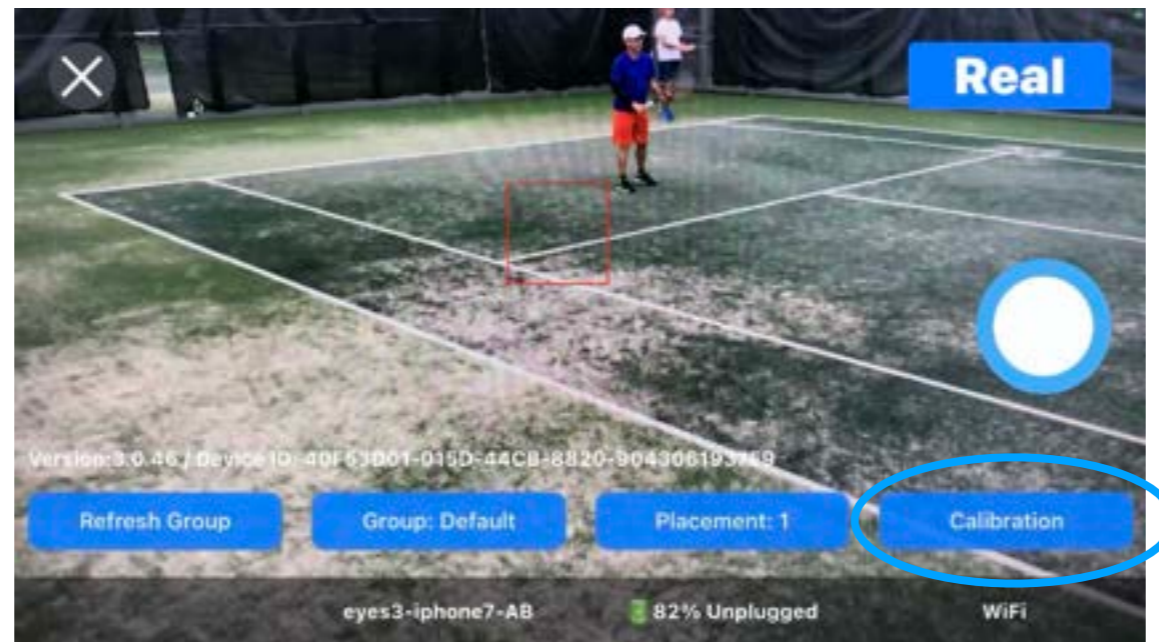 Real
Version:3.0.46 / Device ID: 40F53D01-015D-44CB-8820-904306193759
Refresh Group
Group: Default
Placement: 1
Calibration
eyes3-iphone7-AB
82% Unplugged
WiFi